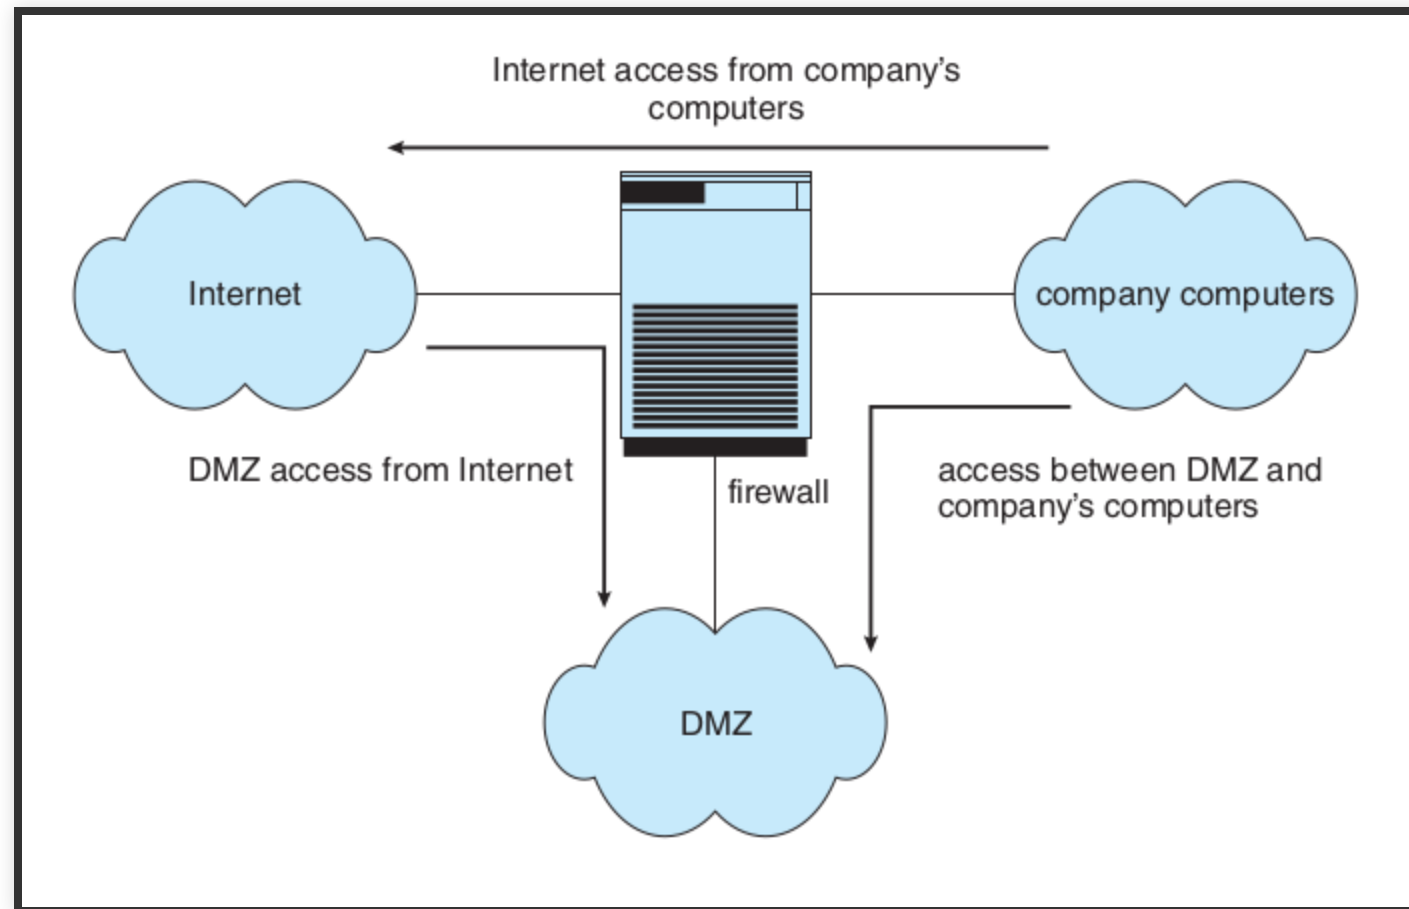 Internet access from company’s
computers
Internet
company computers
DMZ access from Internet
firewall
access between DMZ and
company’s computers
DMZ